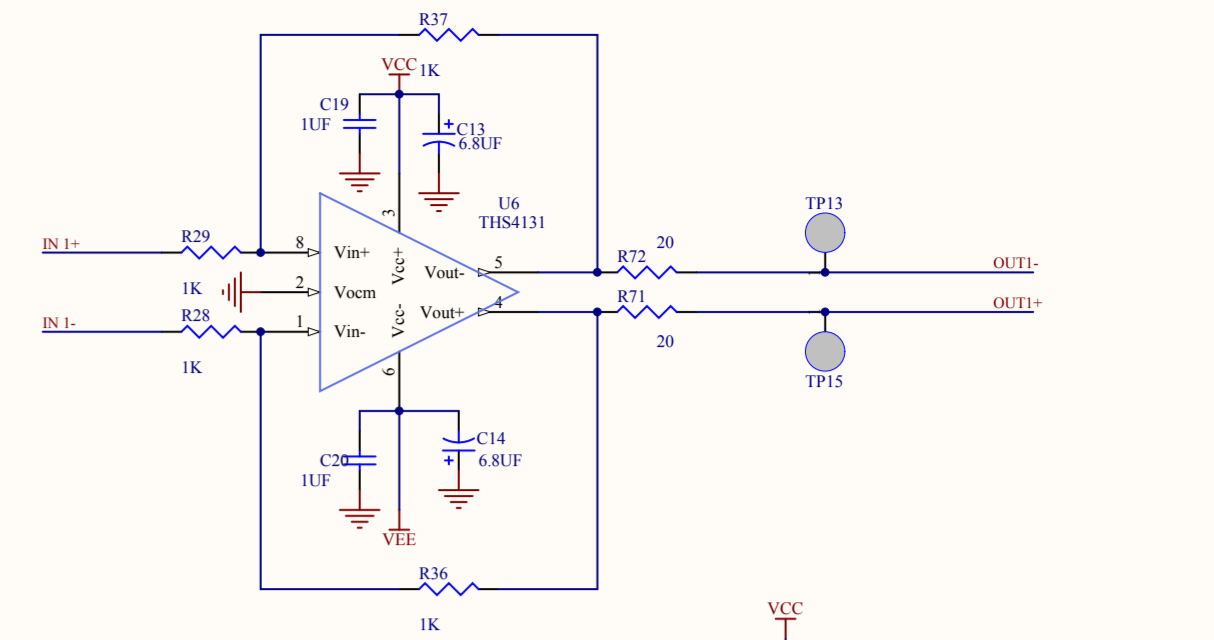 R37
VCC
1K
C19
1UF
C13
6.8UF
U6
THS4131
TP13
3
IN 1+
R29
8
Vin+
Vcc+
Vout-
5
R72
20
OUT1-
1K
2
Vocm
IN 1-
R28
1
Vin-
Vcc-
Vout+
4
R71
20
OUT1+
1K
6
TP15
C20
1UF
C14
6.8UF
VEE
R36
1K
VCC